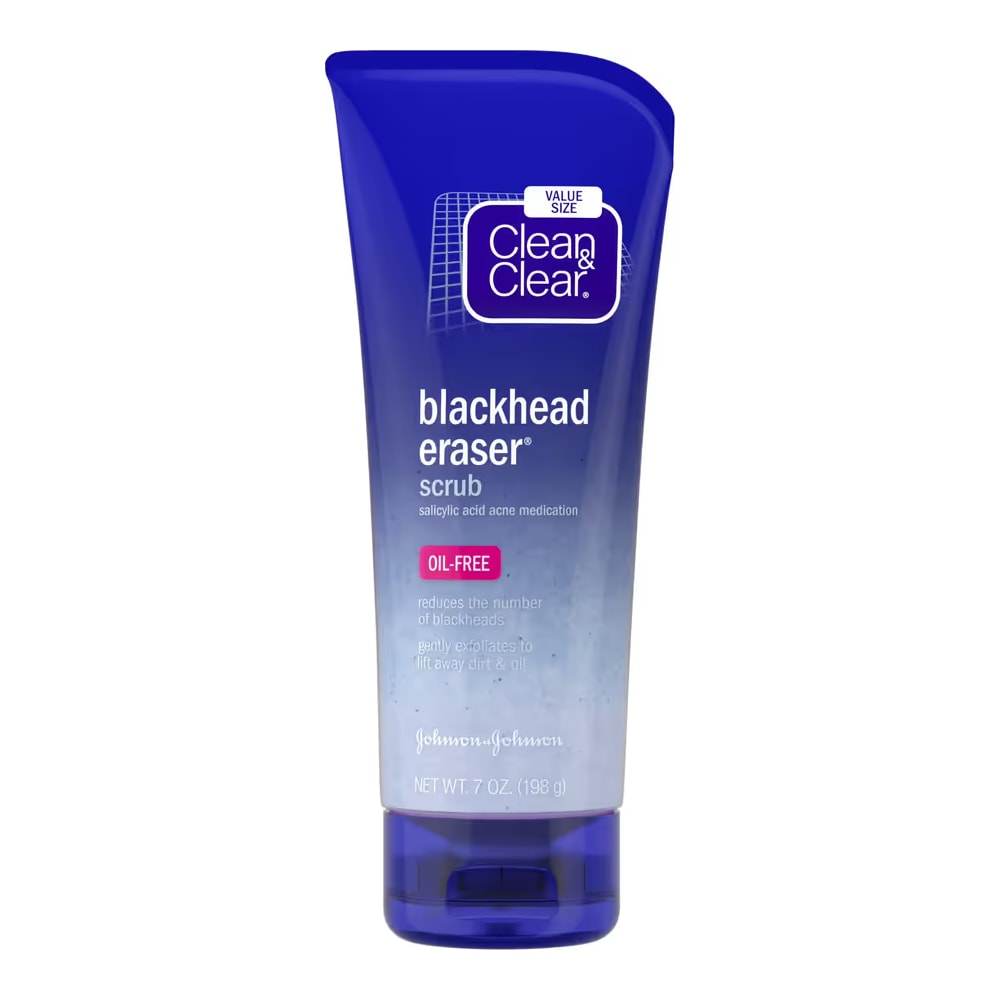 VALUE
SIZE
Clean
&
Clear®
blackhead
eraser®
scrub
salicylic acid acne medication
OIL-FREE
reduces the number
of blackheads
gently exfoliates to
lift away dirt & oil
Johnson & Johnson
NET WT. 7 OZ. (198 g)